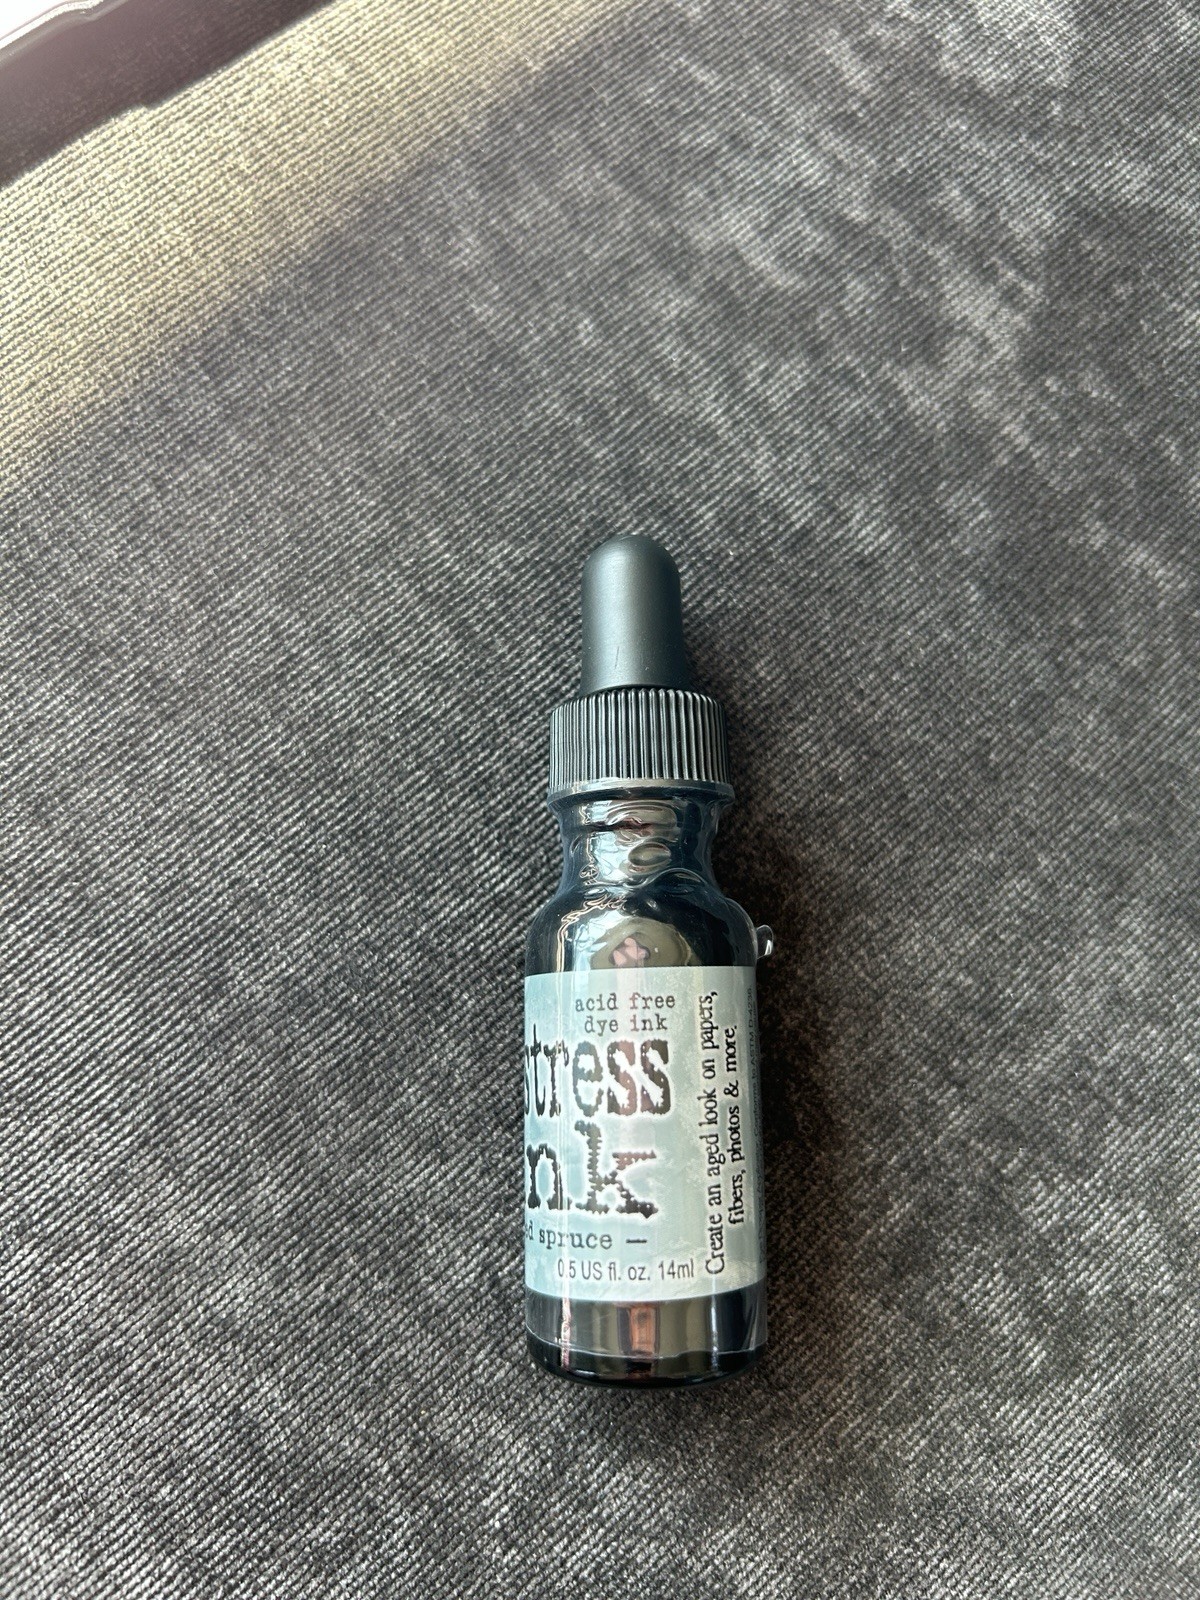 acid free
dye ink
stress
nk
ed spruce —
0.5 US fl. oz. 14ml
Create an aged look on papers,
fibers, photos & more.